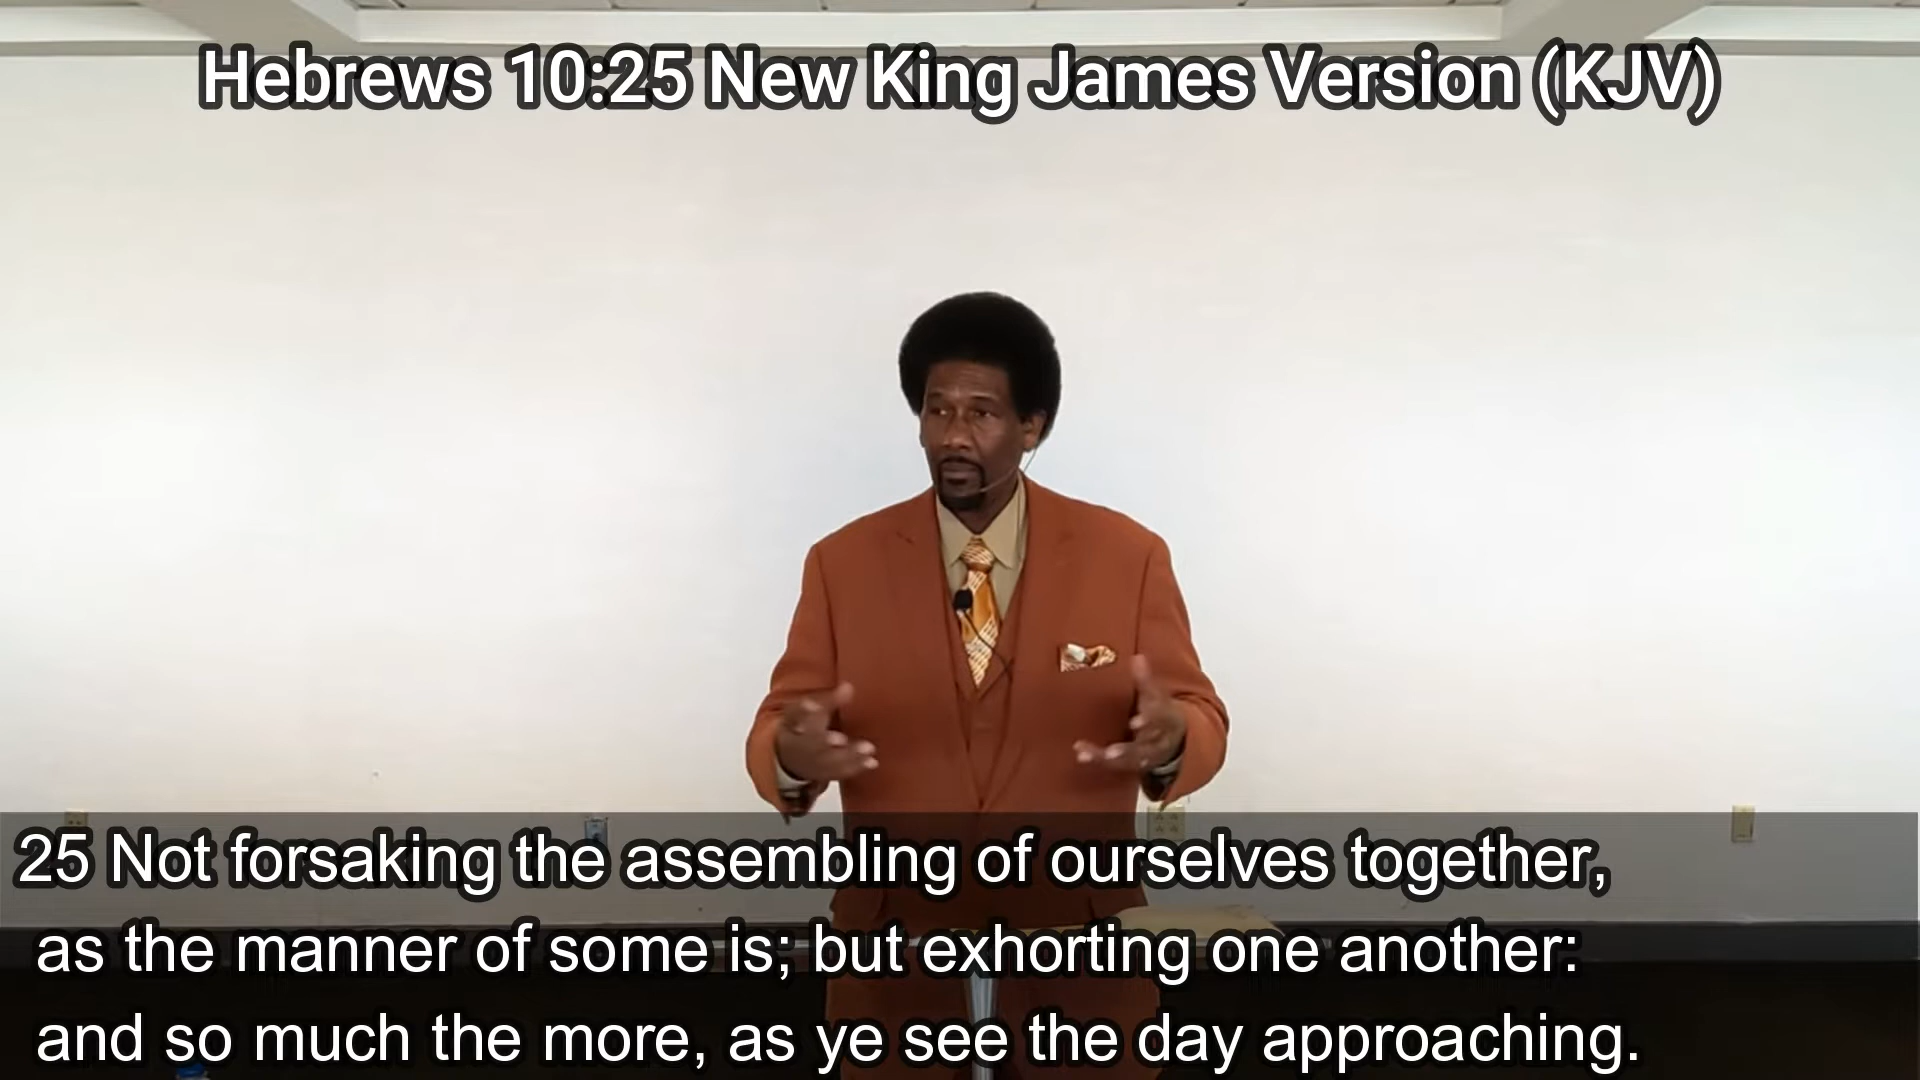 Hebrews 10:25 New King James Version (KJV)
25 Not forsaking the assembling of ourselves together,
as the manner of some is; but exhorting one another:
and so much the more, as ye see the day approaching.